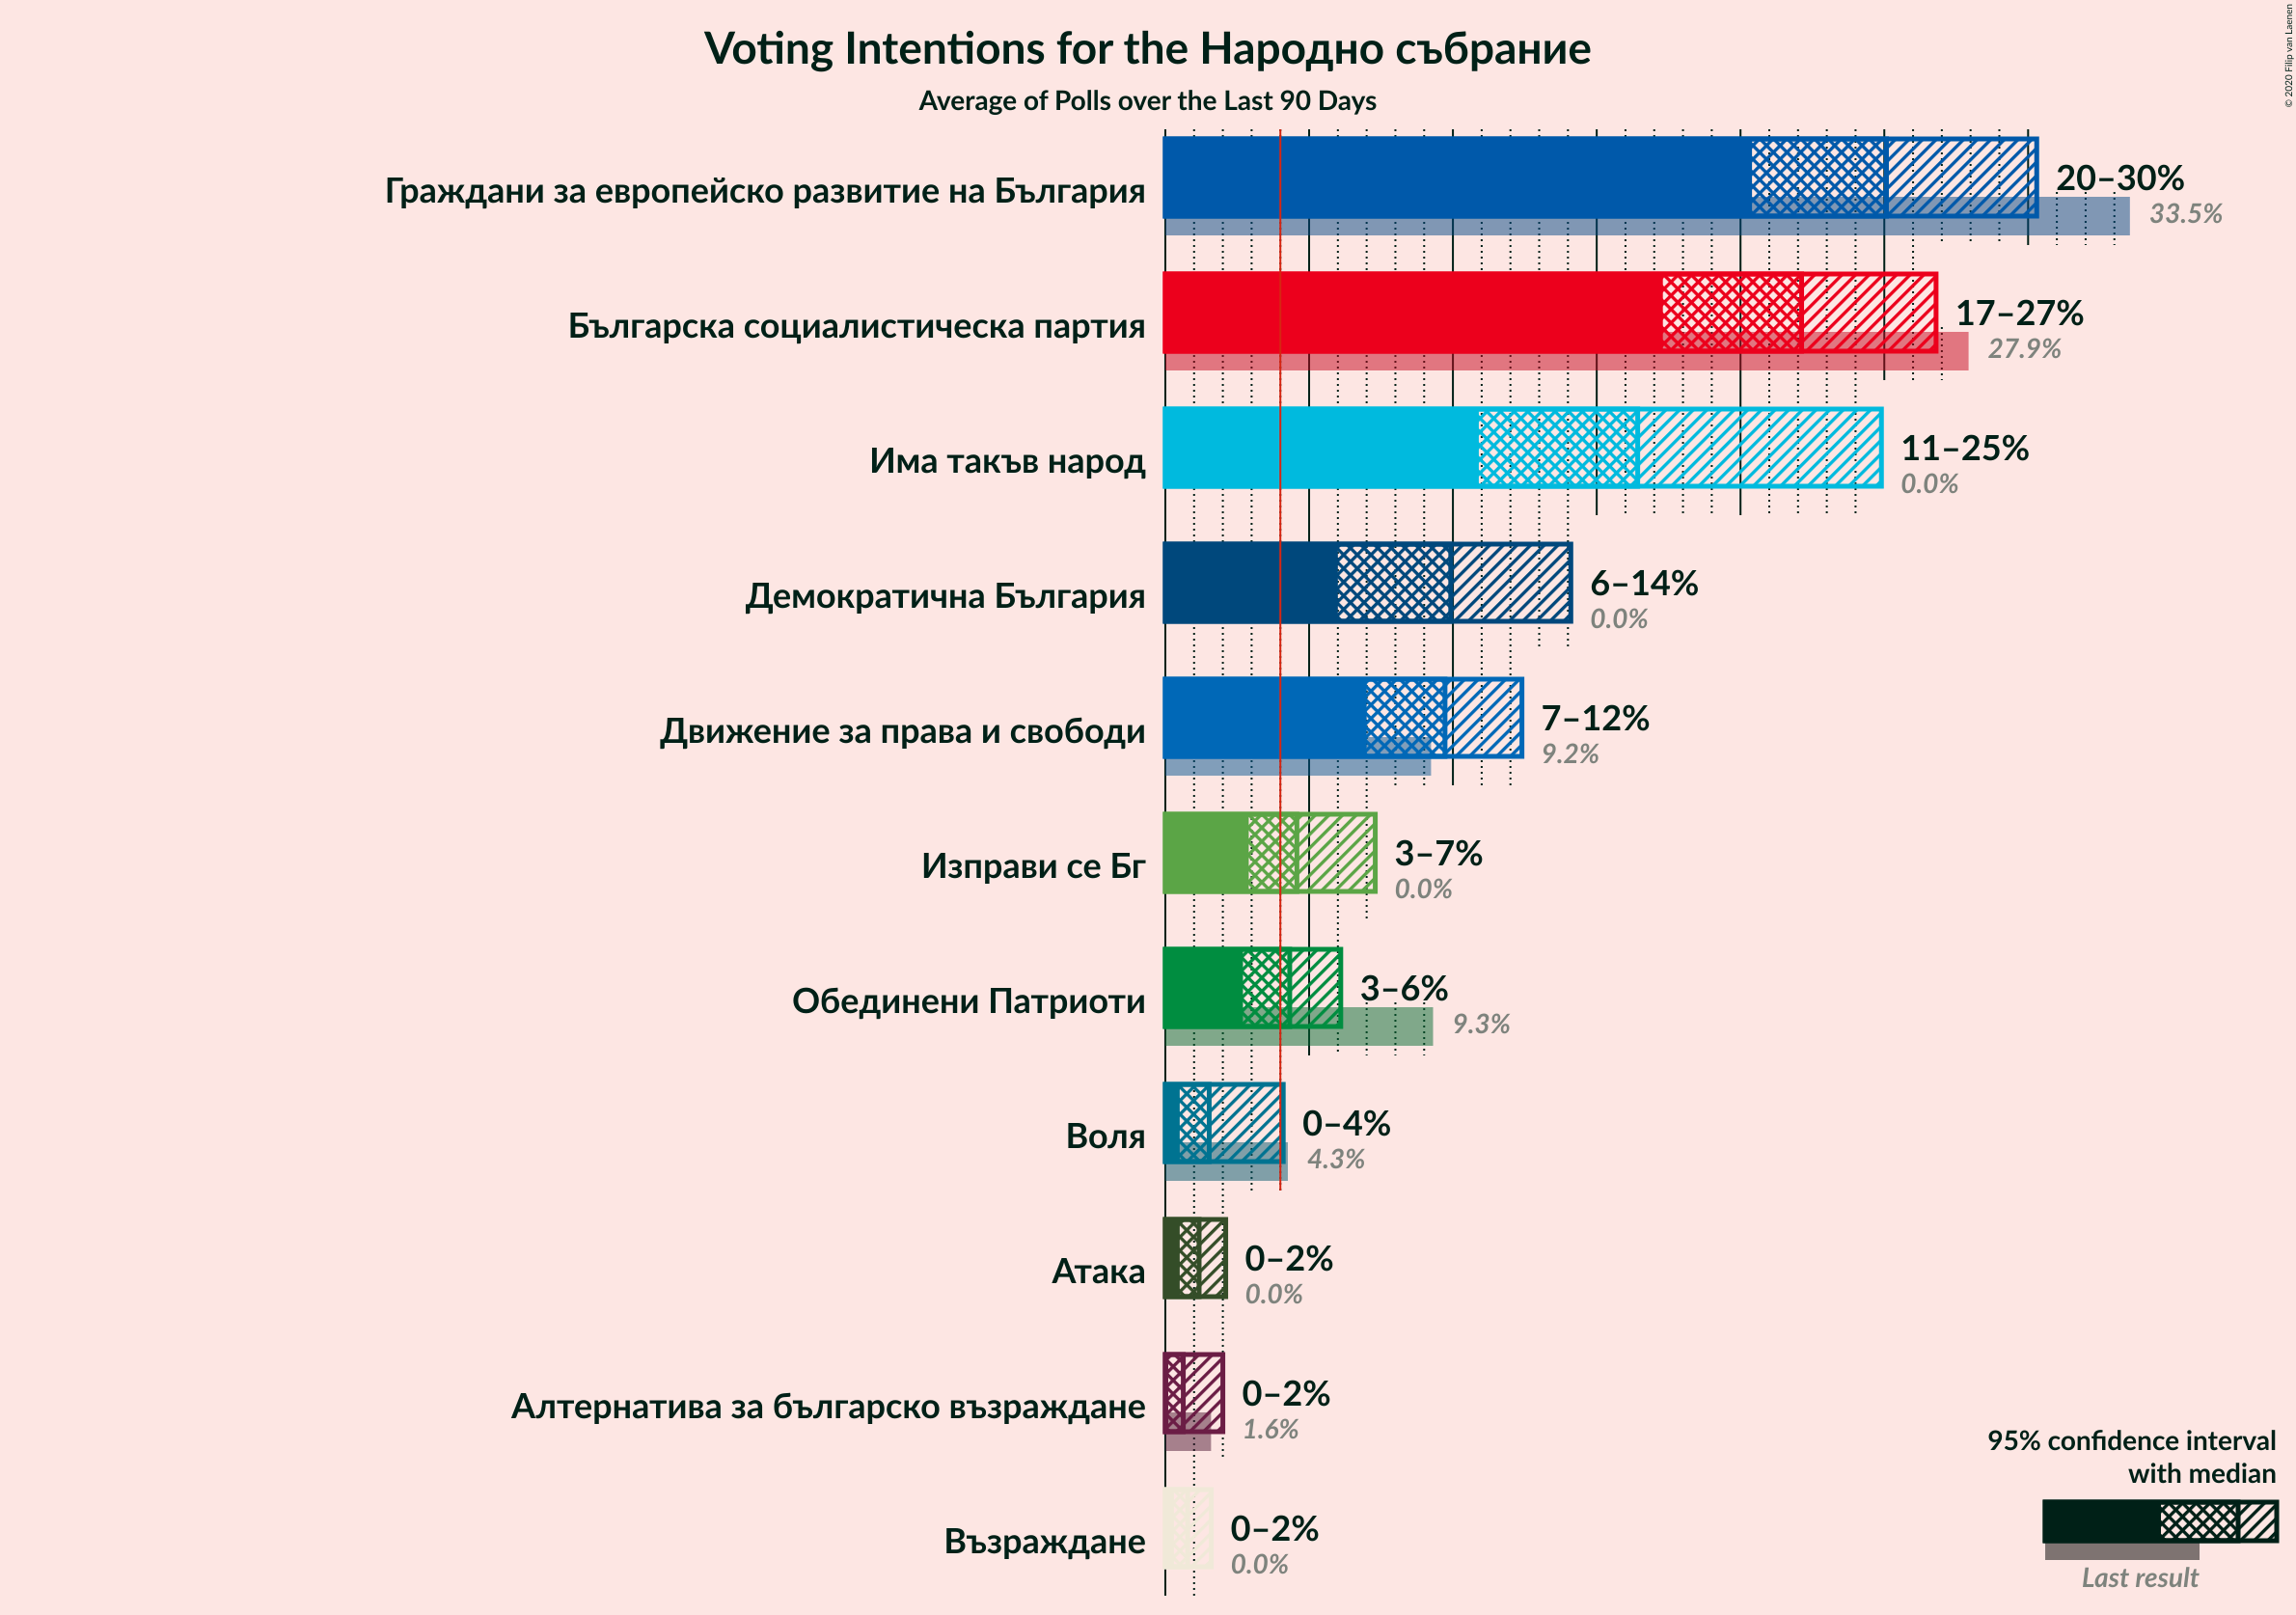 © 2020 Filip van Laenen
Voting Intentions for the Народно събрание
Average of Polls over the Last 90 Days
Граждани за европейско развитие на България
20–30%
33.5%
Българска социалистическа партия
17–27%
27.9%
Има такъв народ
11–25%
0.0%
Демократична България
6–14%
0.0%
Движение за права и свободи
7–12%
9.2%
Изправи се Бг
3–7%
0.0%
Обединени Патриоти
3–6%
9.3%
Воля
0–4%
4.3%
Атака
0–2%
0.0%
Алтернатива за българско възраждане
0–2%
1.6%
Възраждане
0–2%
0.0%
95% confidence interval
with median
Last result